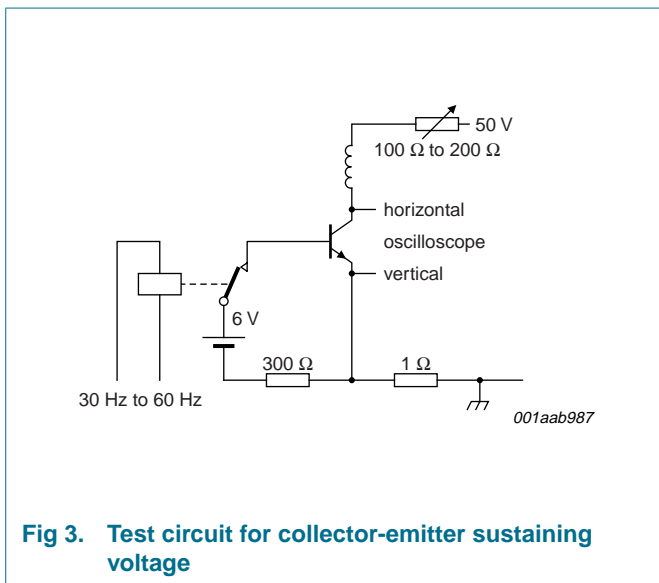 50 V
100 Ω to 200 Ω
horizontal
oscilloscope
vertical
6 V
300 Ω
1 Ω
30 Hz to 60 Hz
001aab987
Fig 3. Test circuit for collector-emitter sustaining
voltage